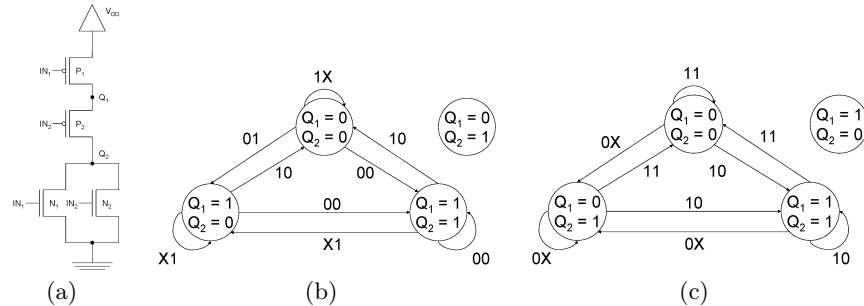 V_DD
IN₁
P₁
Q₁
IN₂
P₂
Q₂
IN₁
N₁
IN₂
N₂
(a)
1X
Q₁ = 0
Q₂ = 0
Q₁ = 0
Q₂ = 1
01
10
10
00
Q₁ = 1
Q₂ = 0
00
Q₁ = 1
Q₂ = 1
X1
X1
00
(b)
11
Q₁ = 0
Q₂ = 0
Q₁ = 1
Q₂ = 0
0X
11
11
10
Q₁ = 0
Q₂ = 1
10
Q₁ = 1
Q₂ = 1
0X
0X
10
(c)